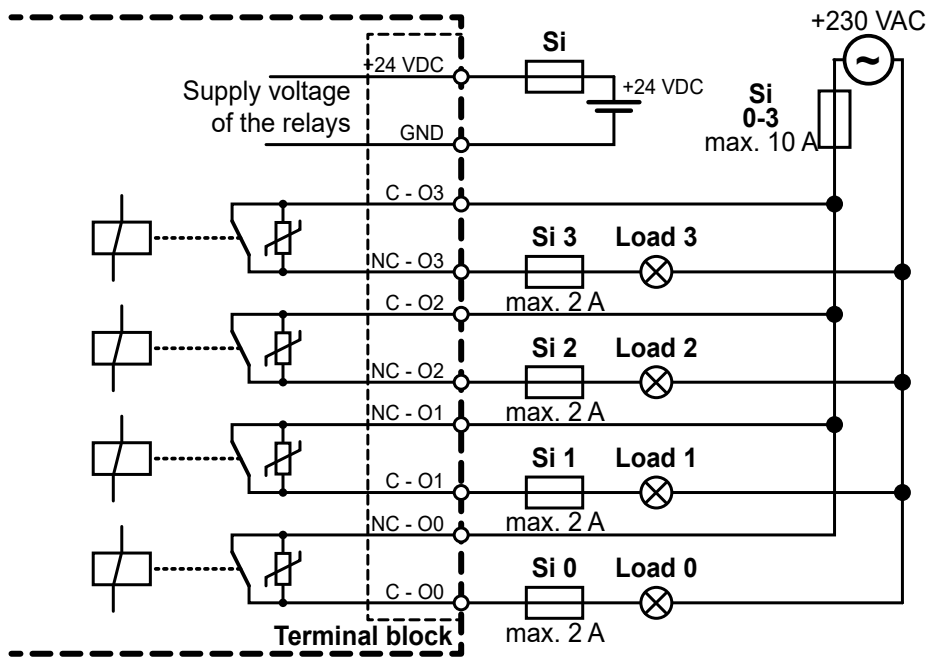 +230 VAC
Si
+24 VDC
Supply voltage
of the relays
+24 VDC
Si
0-3
max. 10 A
GND
C - O3
Si 3 Load 3
NC - O3
max. 2 A
C - O2
Si 2 Load 2
NC - O2
max. 2 A
NC - O1
Si 1 Load 1
C - O1
max. 2 A
NC - O0
Si 0 Load 0
C - O0
max. 2 A
Terminal block